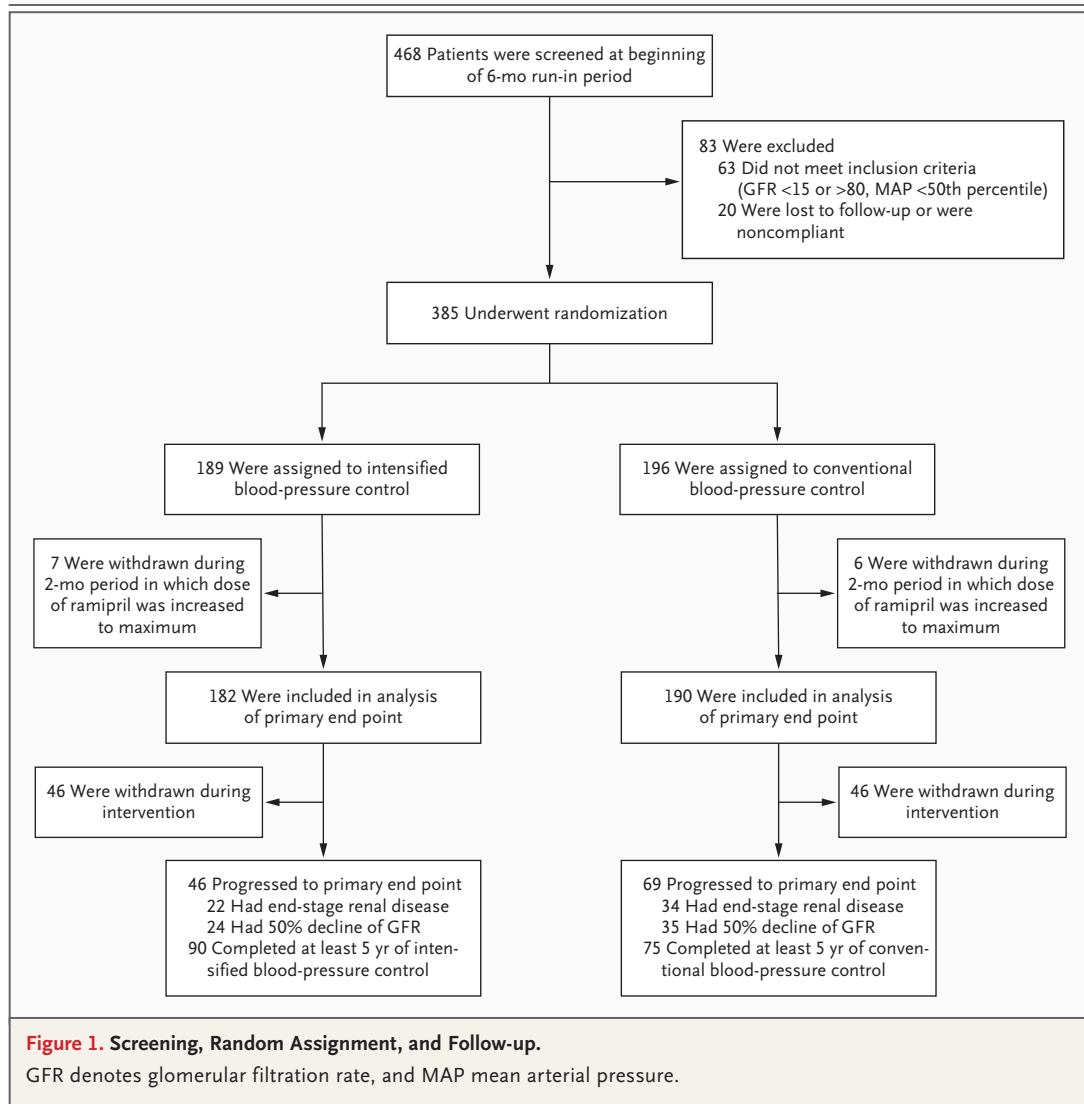 468 Patients were screened at beginning
of 6-mo run-in period
83 Were excluded
63 Did not meet inclusion criteria
(GFR <15 or >80, MAP <50th percentile)
20 Were lost to follow-up or were
noncompliant
385 Underwent randomization
189 Were assigned to intensified
blood-pressure control
196 Were assigned to conventional
blood-pressure control
7 Were withdrawn during
2-mo period in which dose
of ramipril was increased
to maximum
6 Were withdrawn during
2-mo period in which dose
of ramipril was increased
to maximum
182 Were included in analysis
of primary end point
190 Were included in analysis
of primary end point
46 Were withdrawn during
intervention
46 Were withdrawn during
intervention
46 Progressed to primary end point
22 Had end-stage renal disease
24 Had 50% decline of GFR
90 Completed at least 5 yr of inten-
sified blood-pressure control
69 Progressed to primary end point
34 Had end-stage renal disease
35 Had 50% decline of GFR
75 Completed at least 5 yr of conven-
tional blood-pressure control
Figure 1. Screening, Random Assignment, and Follow-up.
GFR denotes glomerular filtration rate, and MAP mean arterial pressure.